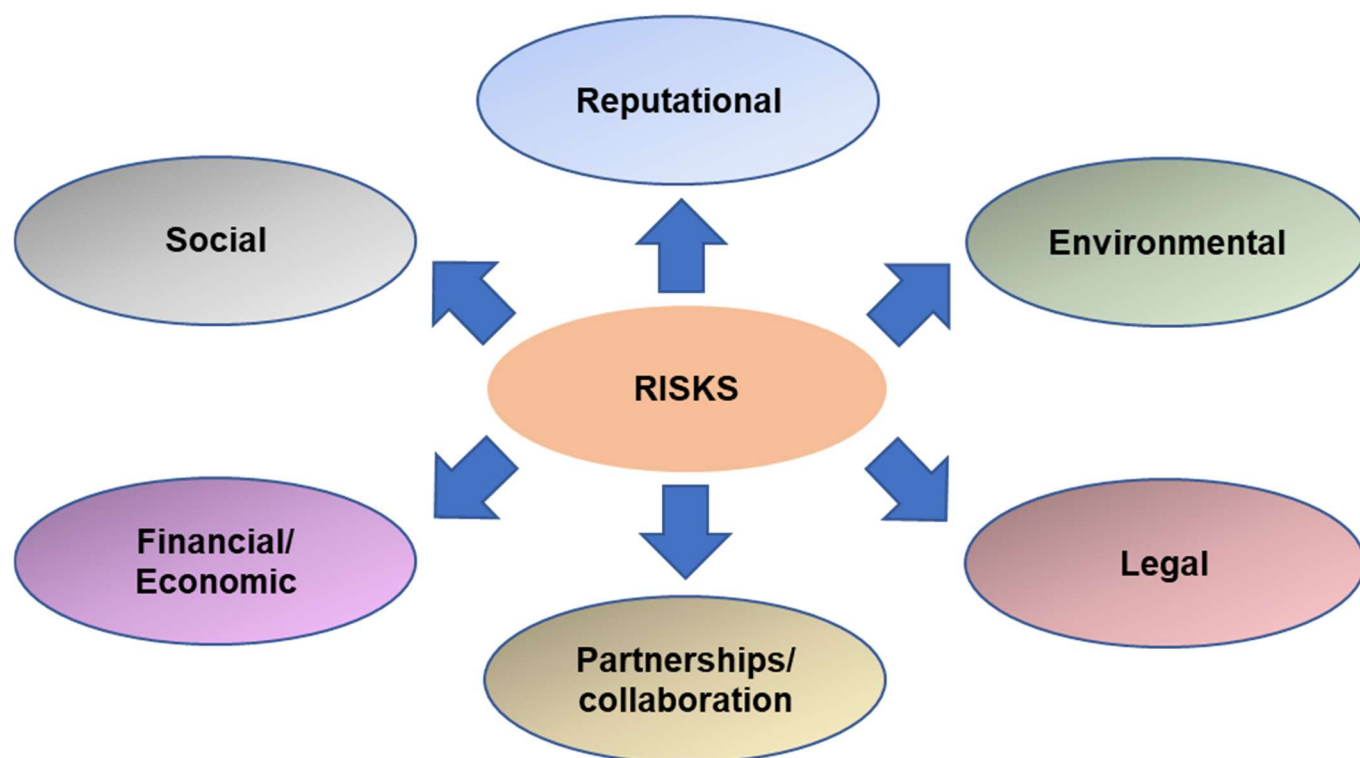 Reputational
Social
Environmental
RISKS
Financial/
Economic
Legal
Partnerships/
collaboration